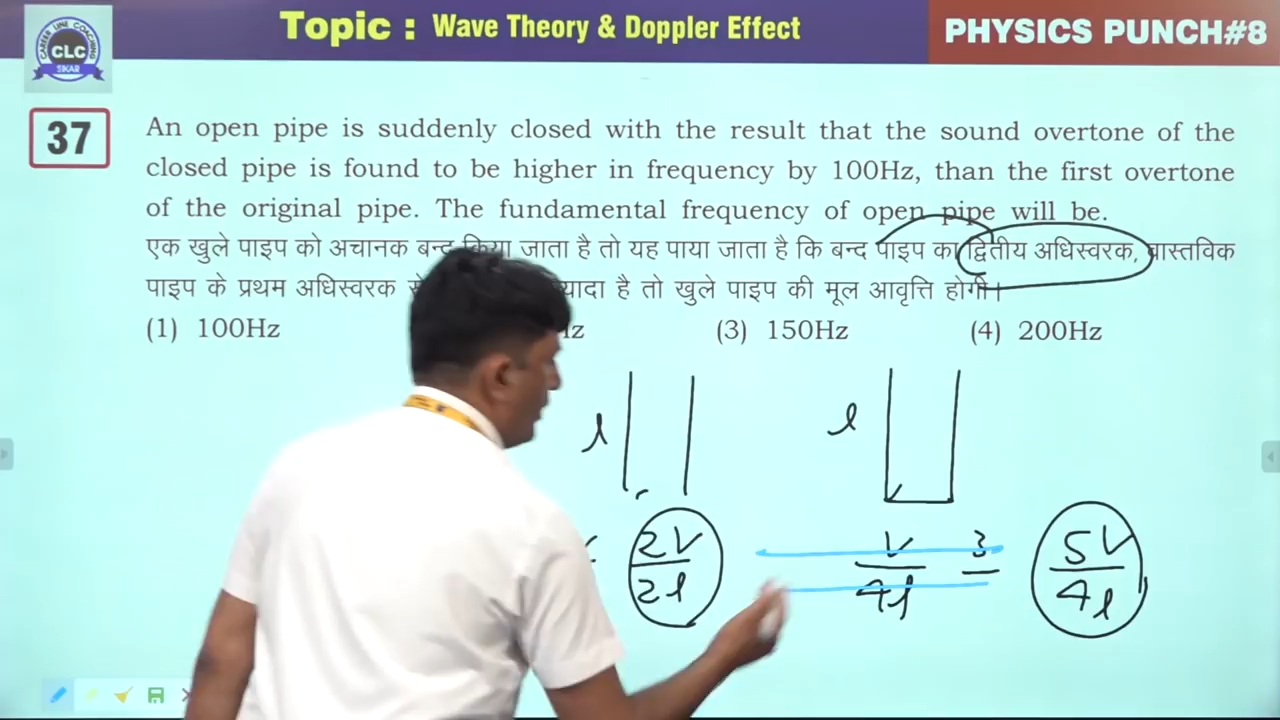 Topic : Wave Theory & Doppler Effect
PHYSICS PUNCH#8
CAREER LINE COACHING
CLC
SIKAR
37
An open pipe is suddenly closed with the result that the sound overtone of the
closed pipe is found to be higher in frequency by 100Hz, than the first overtone
of the original pipe. The fundamental frequency of open pipe will be.
एक खुले पाइप को अचानक बन्द किया जाता है तो यह पाया जाता है कि बन्द पाइप का द्वितीय अधिस्वरक, वास्तविक
पाइप के प्रथम अधिस्वरक है तो खुले पाइप की मूल आवृत्ति होगी।
(1) 100Hz (3) 150Hz (4) 200Hz
l l
2V V 3 5V
2l 4l 4l